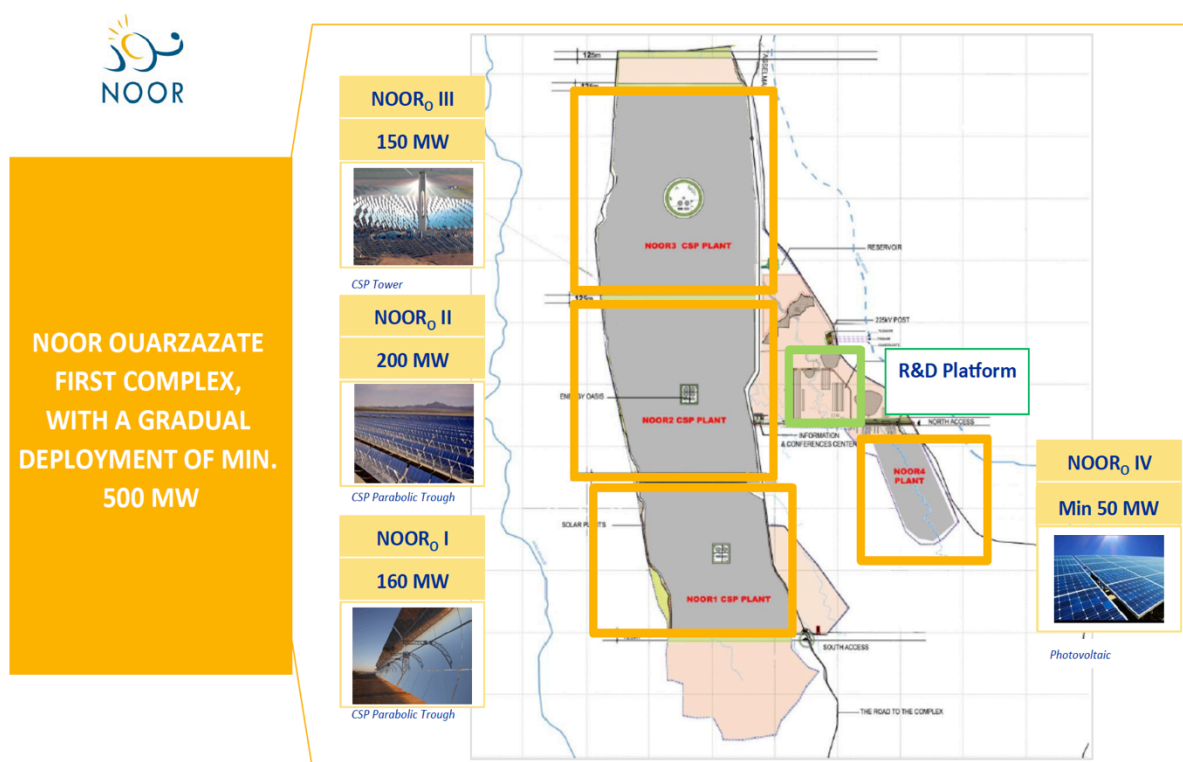 NOOR
NOOR OUARZAZATE
FIRST COMPLEX,
WITH A GRADUAL
DEPLOYMENT OF MIN.
500 MW
NOORO III
150 MW
CSP Tower
NOORO II
200 MW
CSP Parabolic Trough
NOORO I
160 MW
CSP Parabolic Trough
125m
NOOR3 CSP PLANT
RESERVOIR
125m
225kV POST
R&D Platform
ENERGY OASIS
NOOR2 CSP PLANT
NORTH ACCESS
INFORMATION
& CONFERENCES CENTER
NOOR4
PLANT
SOLAR PLANTS
NOOR1 CSP PLANT
SOUTH ACCESS
THE ROAD TO THE COMPLEX
NOORO IV
Min 50 MW
Photovoltaic